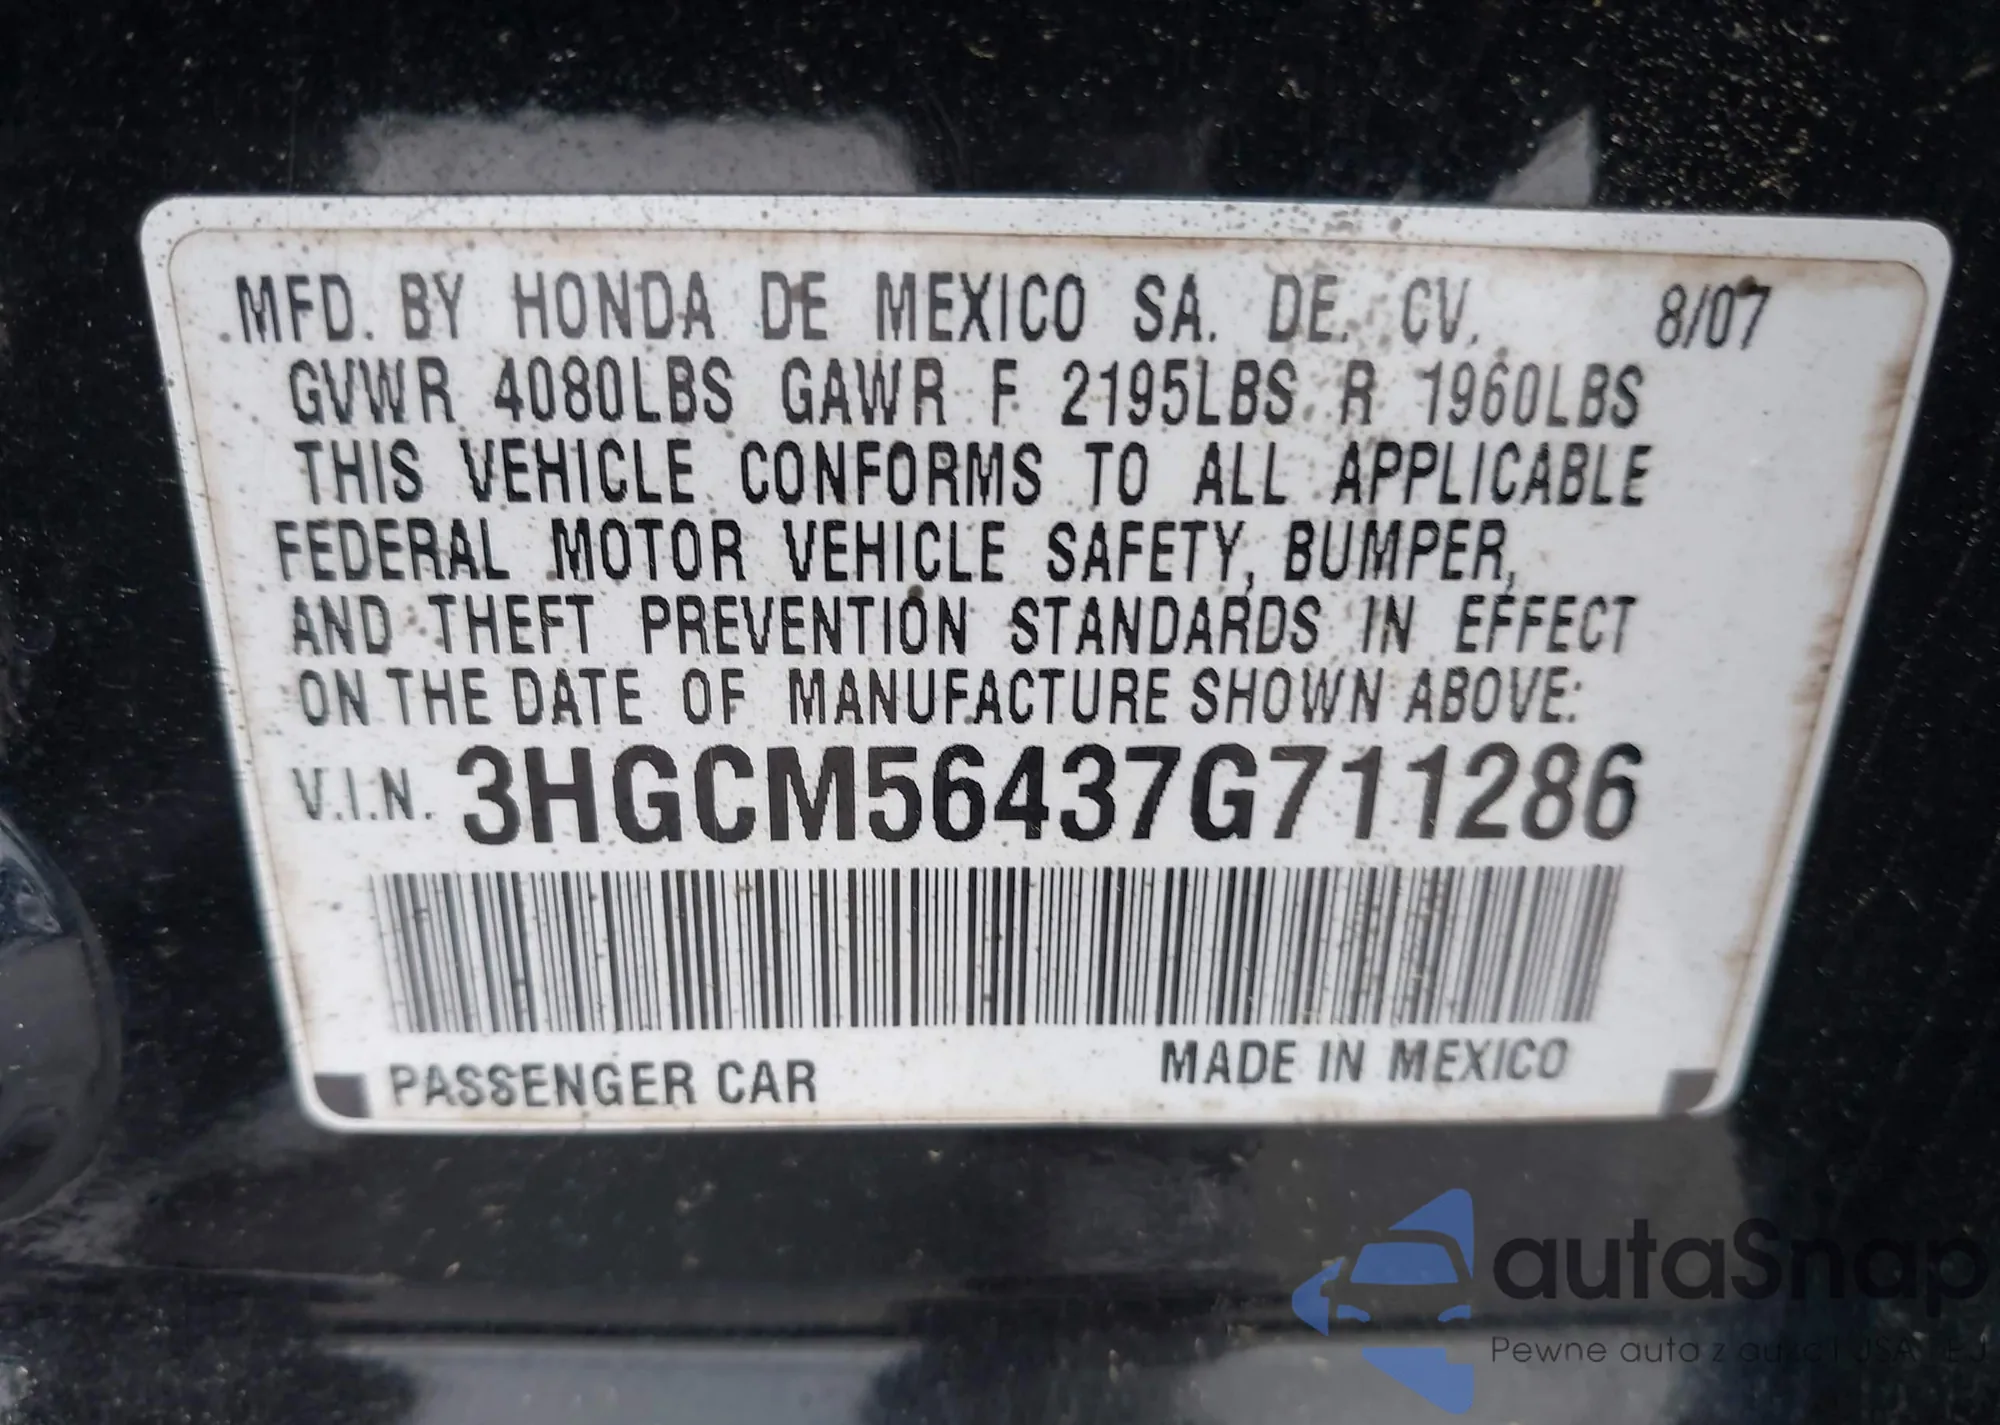 MFD. BY HONDA DE MEXICO SA. DE. CV. 8/07
GVWR 4080LBS GAWR F 2195LBS R 1960LBS
THIS VEHICLE CONFORMS TO ALL APPLICABLE
FEDERAL MOTOR VEHICLE SAFETY, BUMPER,
AND THEFT PREVENTION STANDARDS IN EFFECT
ON THE DATE OF MANUFACTURE SHOWN ABOVE:
V.I.N. 3HGCM56437G711286
PASSENGER CAR MADE IN MEXICO
autaSnap
Pewne auta z